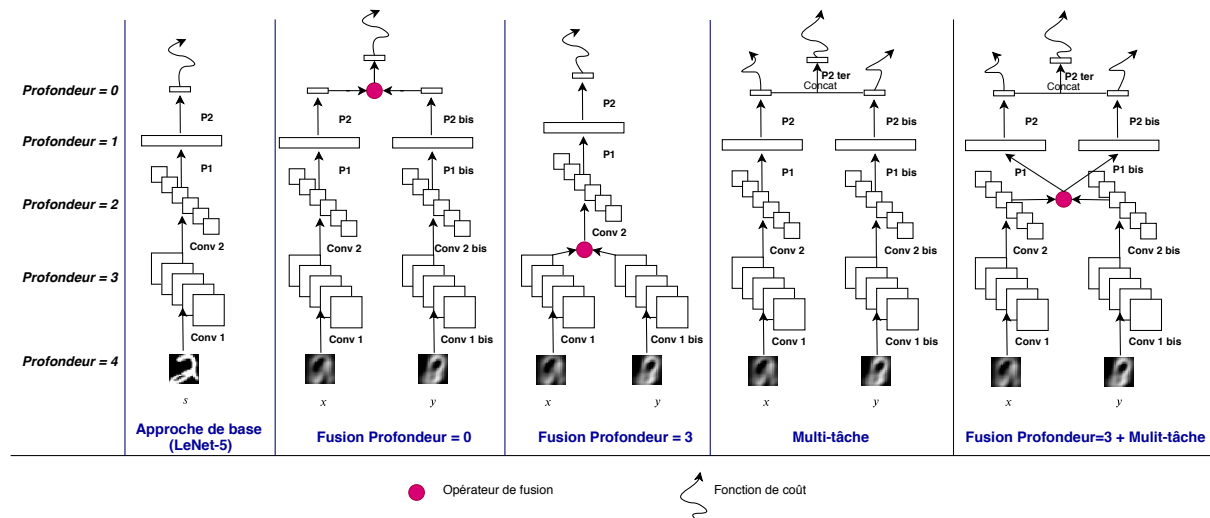 Profondeur = 0
Profondeur = 1
Profondeur = 2
Profondeur = 3
Profondeur = 4
P2
P1
Conv 2
Conv 1
s
Approche de base
(LeNet-5)
P2
P2 bis
P1
P1 bis
Conv 2
Conv 2 bis
Conv 1
Conv 1 bis
x
y
Fusion Profondeur = 0
P2
P1
Conv 2
Conv 1
Conv 1 bis
x
y
Fusion Profondeur = 3
P2 ter
Concat
P2
P2 bis
P1
P1 bis
Conv 2
Conv 2 bis
Conv 1
Conv 1 bis
x
y
Multi-tâche
P2 ter
Concat
P2
P2 bis
P1
P1 bis
Conv 2
Conv 2 bis
Conv 1
Conv 1 bis
x
y
Fusion Profondeur=3 + Mulit-tâche
Opérateur de fusion
Fonction de coût